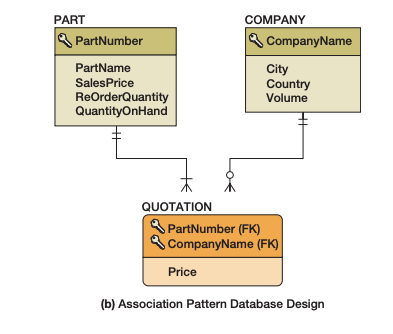 PART
PartNumber
PartName
SalesPrice
ReOrderQuantity
QuantityOnHand
COMPANY
CompanyName
City
Country
Volume
QUOTATION
PartNumber (FK)
CompanyName (FK)
Price
(b) Association Pattern Database Design